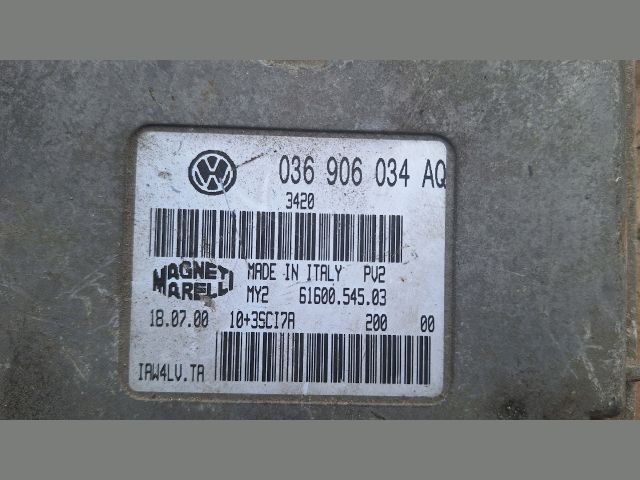 036 906 034 AQ
3420
MAGNETI MARELLI
MADE IN ITALY PV2
MY2 61600.545.03
18.07.00 10+3SCI7A 200 00
IAW4LV.TA